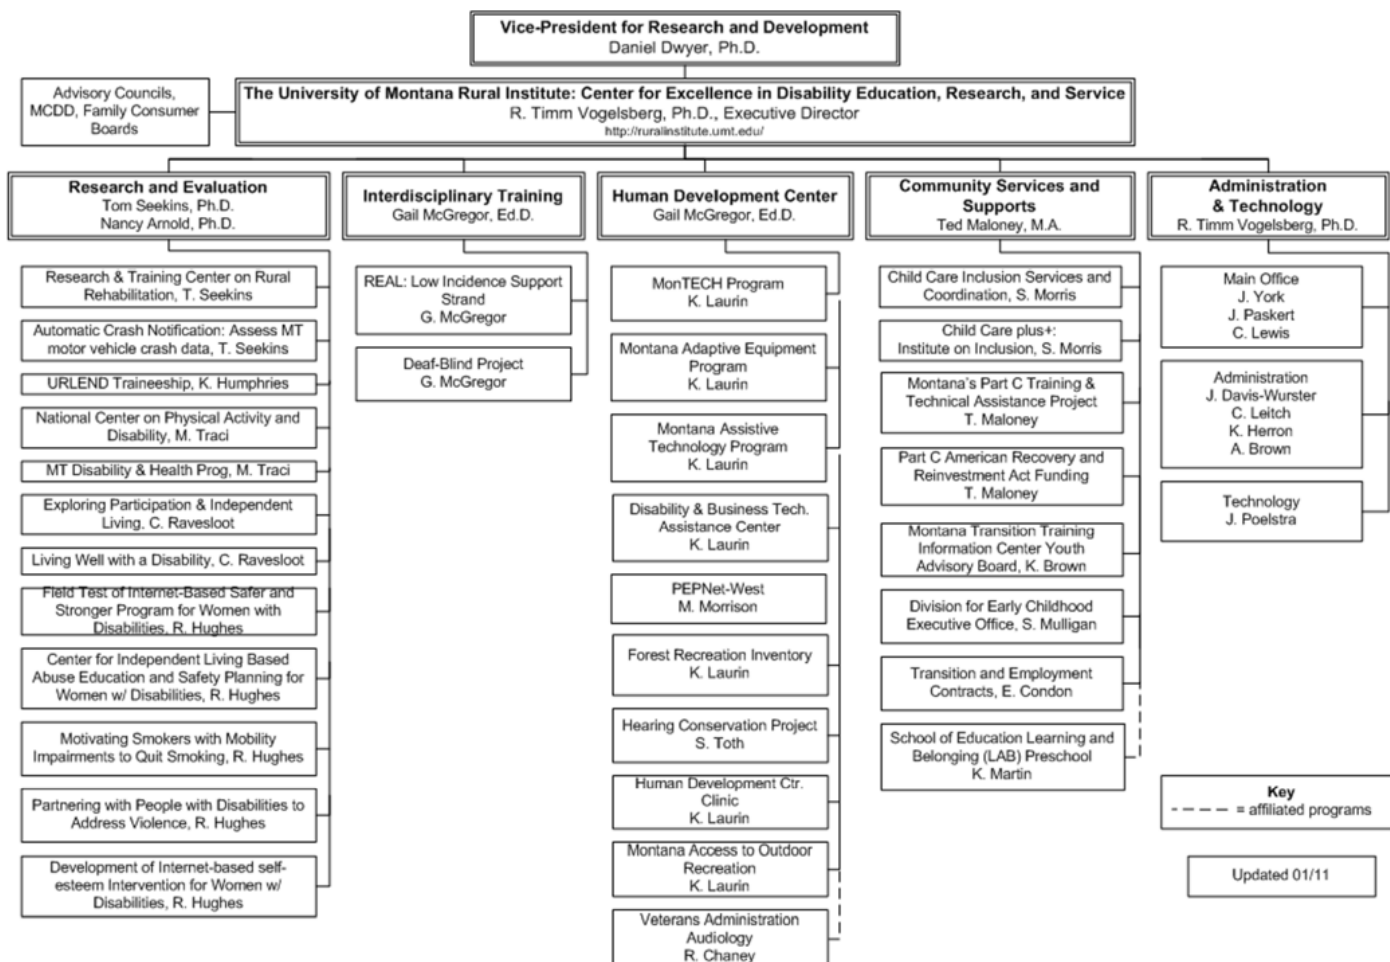 Vice-President for Research and Development
Daniel Dwyer, Ph.D.
Advisory Councils,
MCDD, Family Consumer
Boards
The University of Montana Rural Institute: Center for Excellence in Disability Education, Research, and Service
R. Timm Vogelsberg, Ph.D., Executive Director
http://ruralinstitute.umt.edu/
Research and Evaluation
Tom Seekins, Ph.D.
Nancy Arnold, Ph.D.
Research & Training Center on Rural
Rehabilitation, T. Seekins
Automatic Crash Notification: Assess MT
motor vehicle crash data, T. Seekins
URLEND Traineeship, K. Humphries
National Center on Physical Activity and
Disability, M. Traci
MT Disability & Health Prog, M. Traci
Exploring Participation & Independent
Living, C. Ravesloot
Living Well with a Disability, C. Ravesloot
Field Test of Internet-Based Safer and
Stronger Program for Women with
Disabilities, R. Hughes
Center for Independent Living Based
Abuse Education and Safety Planning for
Women w/ Disabilities, R. Hughes
Motivating Smokers with Mobility
Impairments to Quit Smoking, R. Hughes
Partnering with People with Disabilities to
Address Violence, R. Hughes
Development of Internet-based self-
esteem Intervention for Women w/
Disabilities, R. Hughes
Interdisciplinary Training
Gail McGregor, Ed.D.
REAL: Low Incidence Support
Strand
G. McGregor
Deaf-Blind Project
G. McGregor
Human Development Center
Gail McGregor, Ed.D.
MonTECH Program
K. Laurin
Montana Adaptive Equipment
Program
K. Laurin
Montana Assistive
Technology Program
K. Laurin
Disability & Business Tech.
Assistance Center
K. Laurin
PEPNet-West
M. Morrison
Forest Recreation Inventory
K. Laurin
Hearing Conservation Project
S. Toth
Human Development Ctr.
Clinic
K. Laurin
Montana Access to Outdoor
Recreation
K. Laurin
Veterans Administration
Audiology
R. Chaney
Community Services and
Supports
Ted Maloney, M.A.
Child Care Inclusion Services and
Coordination, S. Morris
Child Care plus+:
Institute on Inclusion, S. Morris
Montana's Part C Training &
Technical Assistance Project
T. Maloney
Part C American Recovery and
Reinvestment Act Funding
T. Maloney
Montana Transition Training
Information Center Youth
Advisory Board, K. Brown
Division for Early Childhood
Executive Office, S. Mulligan
Transition and Employment
Contracts, E. Condon
School of Education Learning and
Belonging (LAB) Preschool
K. Martin
Administration
& Technology
R. Timm Vogelsberg, Ph.D.
Main Office
J. York
J. Paskert
C. Lewis
Administration
J. Davis-Wurster
C. Leitch
K. Herron
A. Brown
Technology
J. Poelstra
Key
= affiliated programs
Updated 01/11